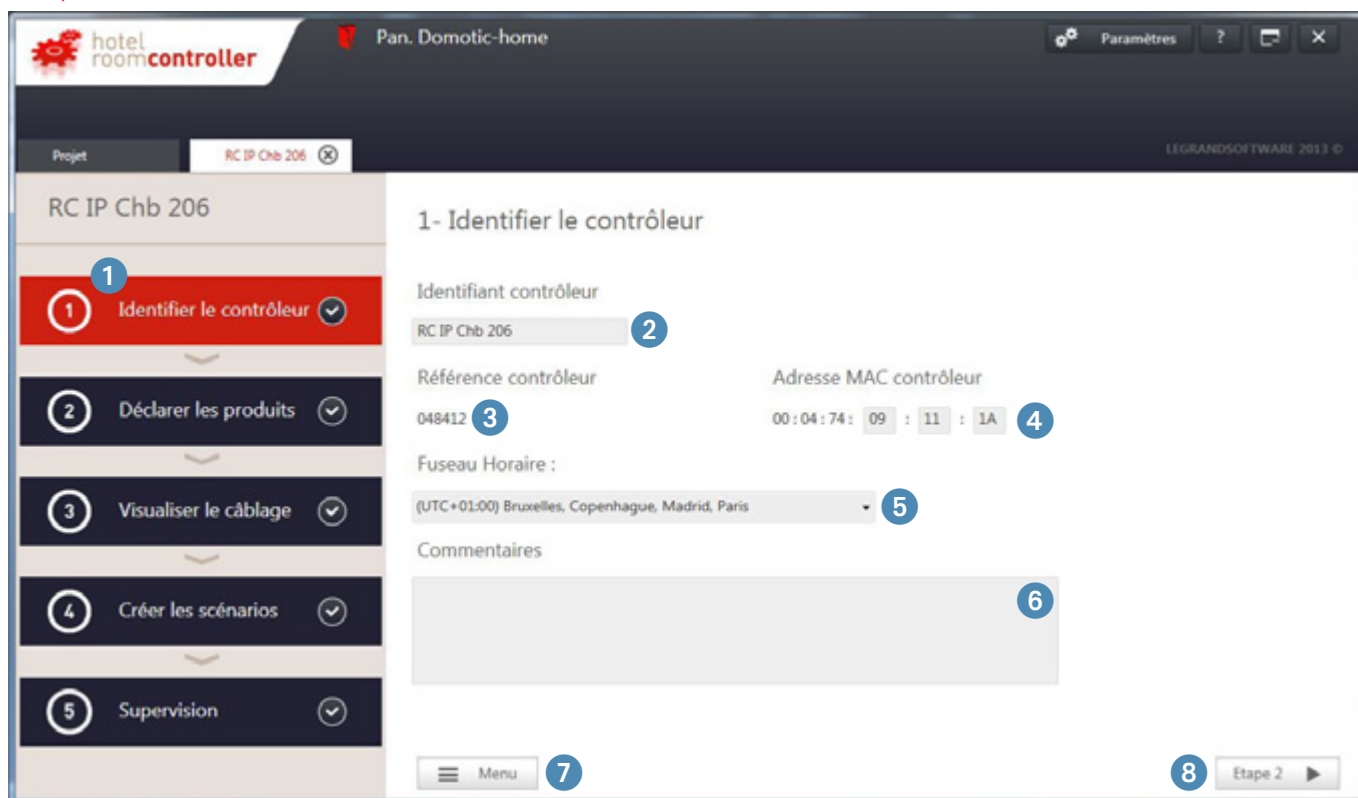 hotel
roomcontroller
Pan. Domotic-home
Paramètres ?
Projet
RC IP Chb 206
LEGRANDSOFTWARE 2013 ©
RC IP Chb 206
1
1 Identifier le contrôleur
2 Déclarer les produits
3 Visualiser le câblage
4 Créer les scénarios
5 Supervision
1- Identifier le contrôleur
Identifiant contrôleur
RC IP Chb 206 2
Référence contrôleur Adresse MAC contrôleur
048412 3 00:04:74: 09 : 11 : 1A 4
Fuseau Horaire :
(UTC+01:00) Bruxelles, Copenhague, Madrid, Paris 5
Commentaires
6
Menu 7
8 Etape 2